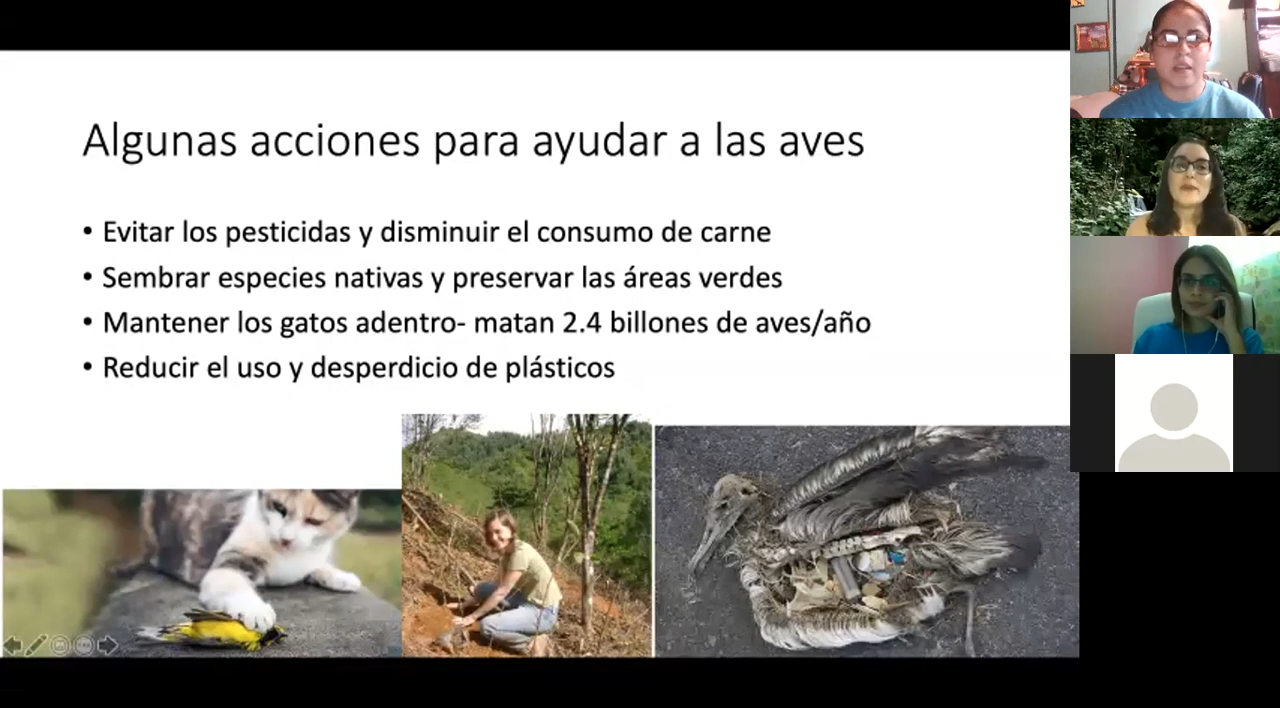 Algunas acciones para ayudar a las aves
• Evitar los pesticidas y disminuir el consumo de carne
• Sembrar especies nativas y preservar las áreas verdes
• Mantener los gatos adentro- matan 2.4 billones de aves/año
• Reducir el uso y desperdicio de plásticos